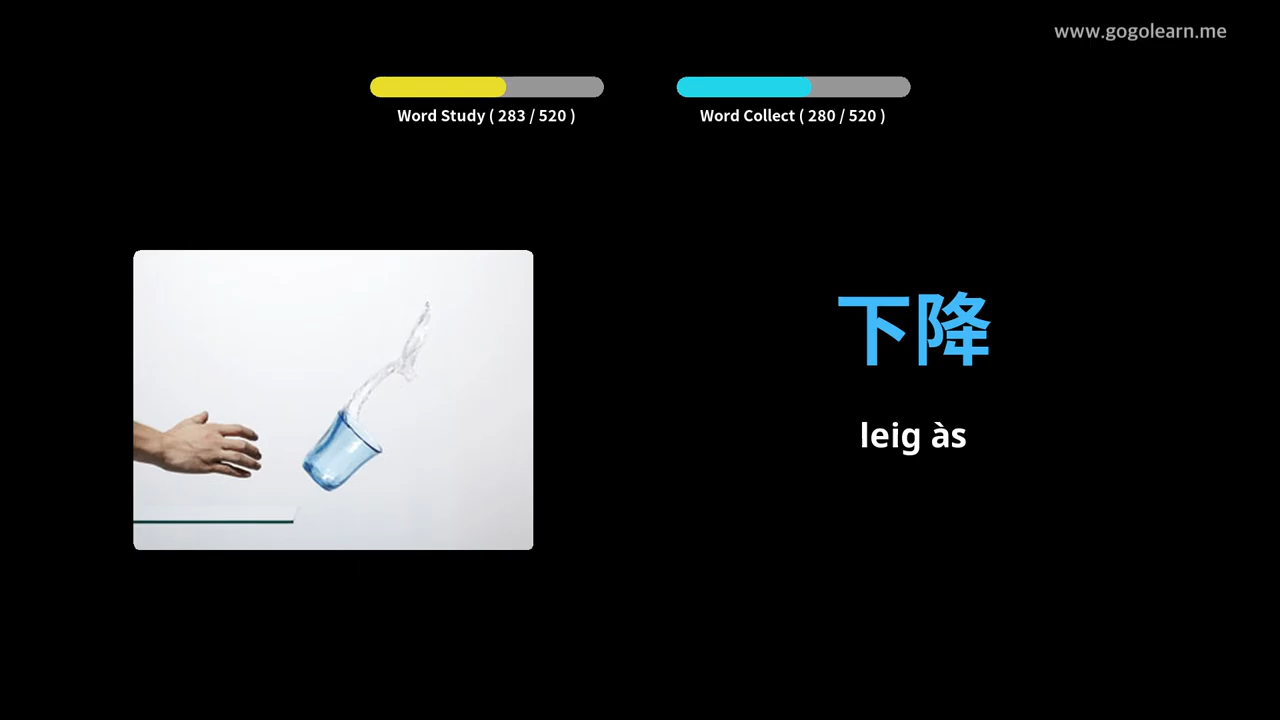 www.gogolearn.me
Word Study ( 283 / 520 )
Word Collect ( 280 / 520 )
下降
leig às